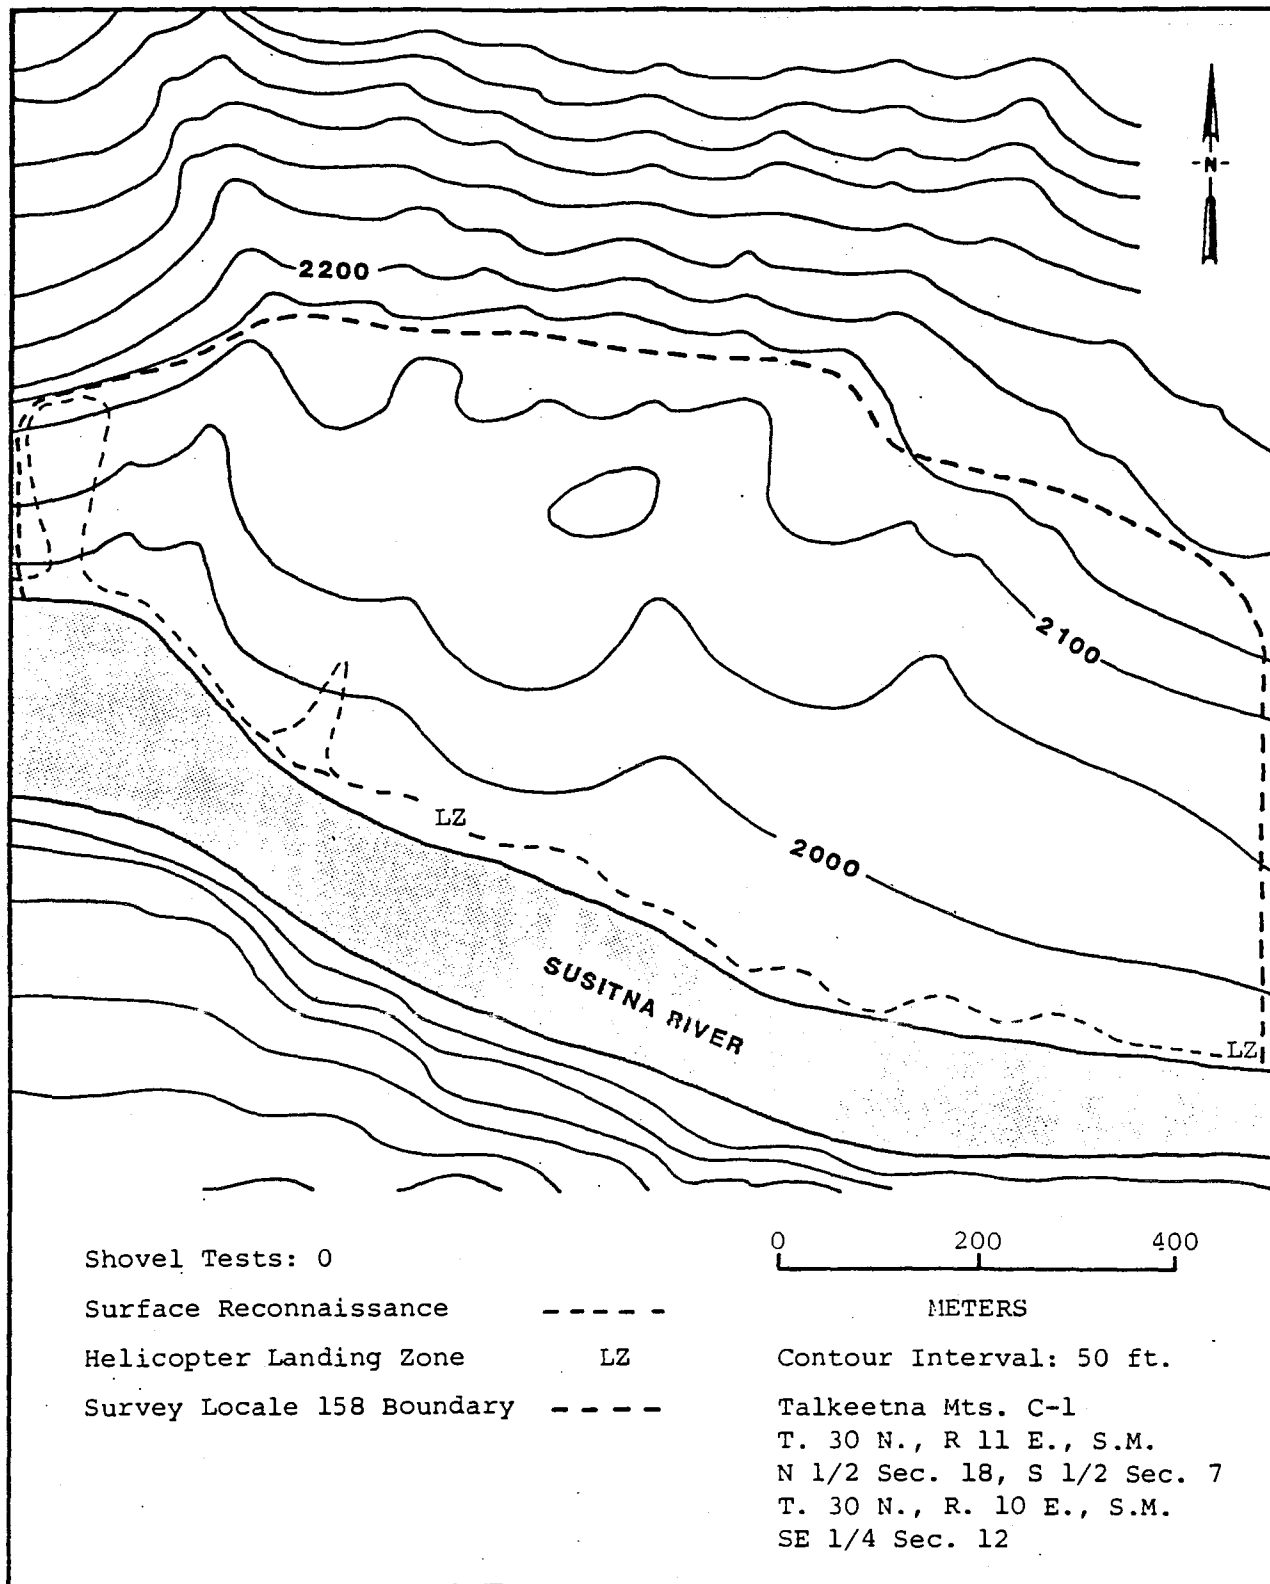 -N-
2200
2100
2000
LZ
SUSITNA RIVER
LZ
Shovel Tests: 0
Surface Reconnaissance
Helicopter Landing Zone LZ
Survey Locale 158 Boundary
0 200 400
METERS
Contour Interval: 50 ft.
Talkeetna Mts. C-1
T. 30 N., R 11 E., S.M.
N 1/2 Sec. 18, S 1/2 Sec. 7
T. 30 N., R. 10 E., S.M.
SE 1/4 Sec. 12